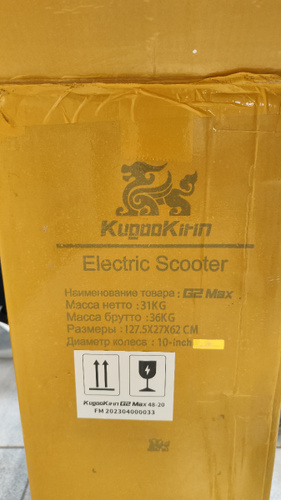 KugooKirin
Electric Scooter
Наименование товара : G2 Max
Масса нетто : 31KG
Масса брутто : 36KG
Размеры : 127.5X27X62 CM
Диаметр колеса : 10-inch
KugooKirin G2 Max 48-20
FM 202304000033